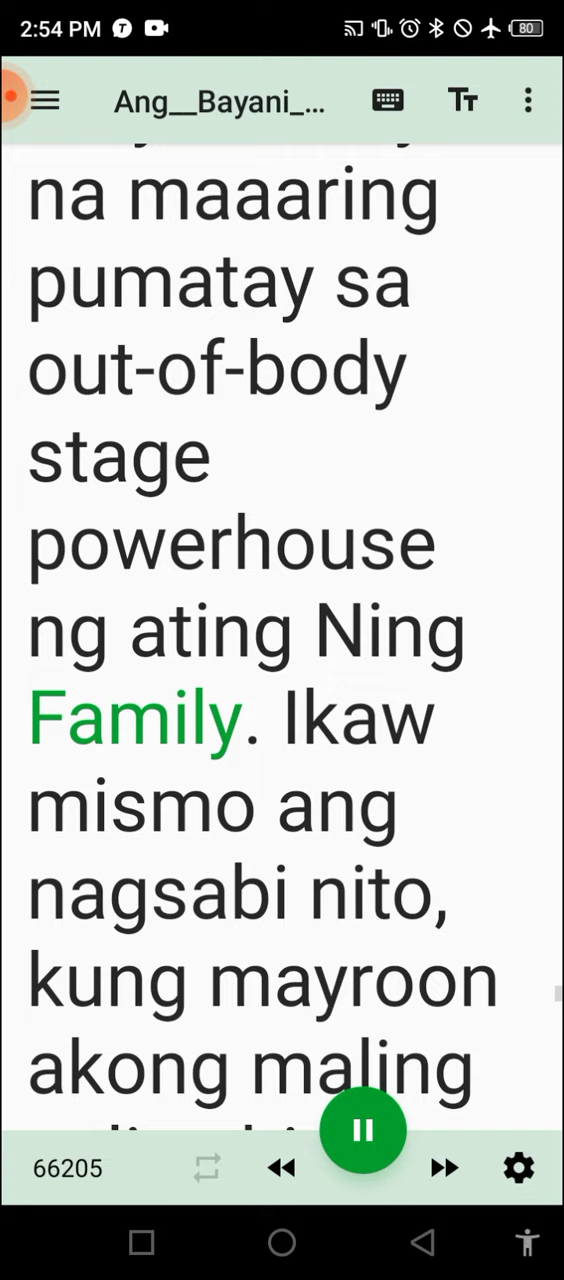 2:54 PM
80
Ang__Bayani_...
Tт
na maaaring
pumatay sa
out-of-body
stage
powerhouse
ng ating Ning
Family. Ikaw
mismo ang
nagsabi nito,
kung mayroon
akong maling
66205